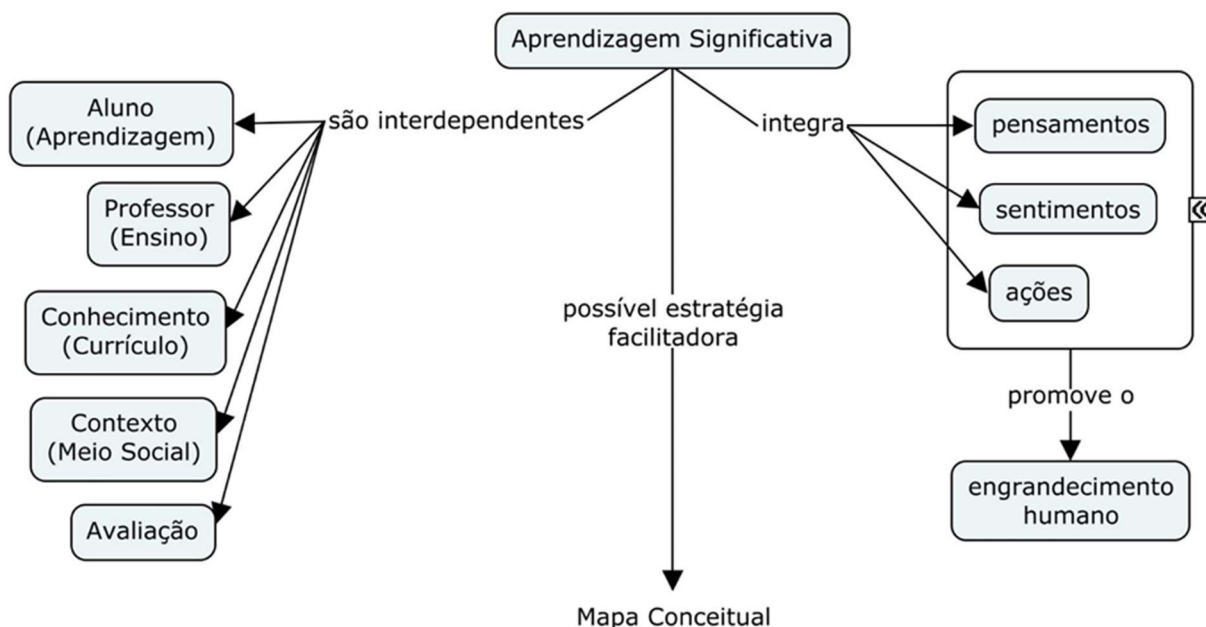 Aprendizagem Significativa
são interdependentes
Aluno
(Aprendizagem)
Professor
(Ensino)
Conhecimento
(Currículo)
Contexto
(Meio Social)
Avaliação
possível estratégia
facilitadora
Mapa Conceitual
integra
pensamentos
sentimentos
ações
promove o
engrandecimento
humano